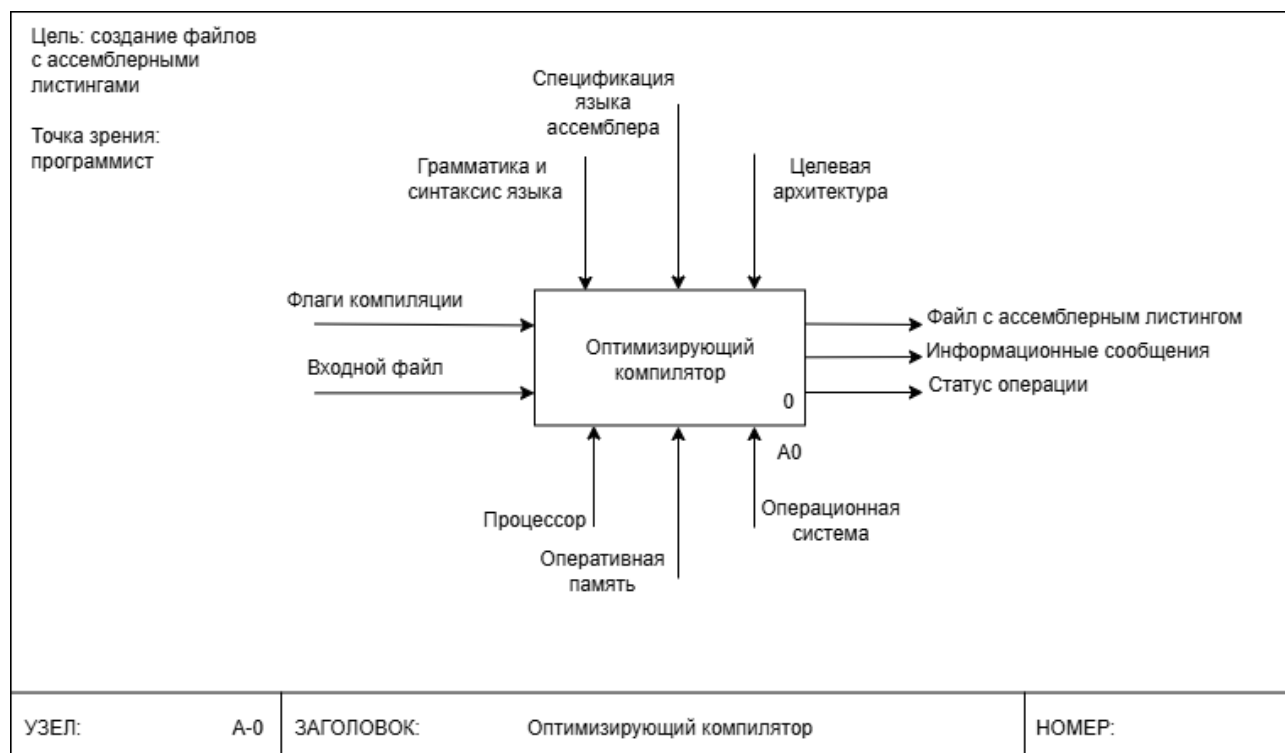 Цель: создание файлов
с ассемблерными
листингами
Точка зрения:
программист
Спецификация
языка
ассемблера
Грамматика и
синтаксис языка
Целевая
архитектура
Флаги компиляции
Входной файл
Оптимизирующий
компилятор
0
A0
Файл с ассемблерным листингом
Информационные сообщения
Статус операции
Процессор
Оперативная
память
Операционная
система
УЗЕЛ: A-0
ЗАГОЛОВОК: Оптимизирующий компилятор
НОМЕР: